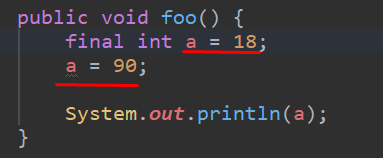 public void foo() {
final int a = 18;
a = 90;
System.out.println(a);
}